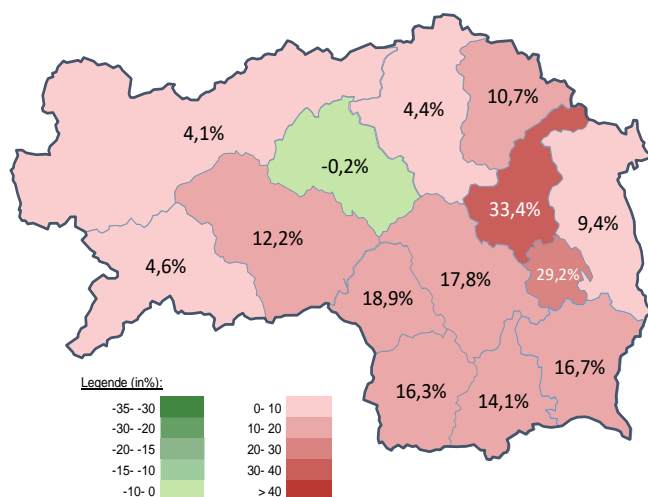 4,4%
10,7%
4,1%
-0,2%
33,4%
9,4%
12,2%
4,6%
17,8%
29,2%
18,9%
16,7%
16,3%
14,1%
Legende (in%):
-35- -30 0- 10
-30- -20 10- 20
-20- -15 20- 30
-15- -10 30- 40
-10- 0 > 40